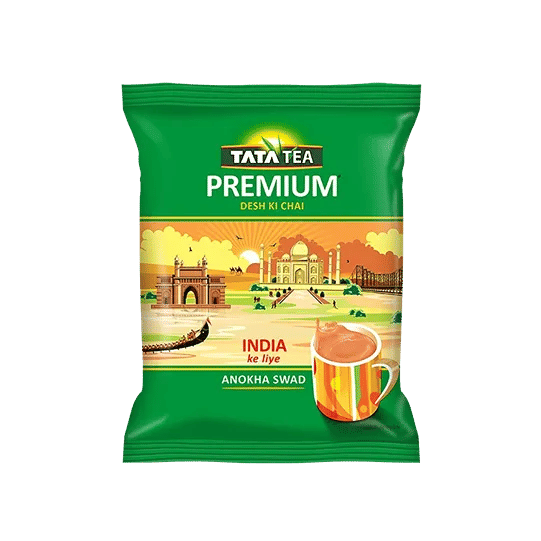 TATA TEA
PREMIUM
DESH KI CHAI
INDIA
ke liye
ANOKHA SWAD